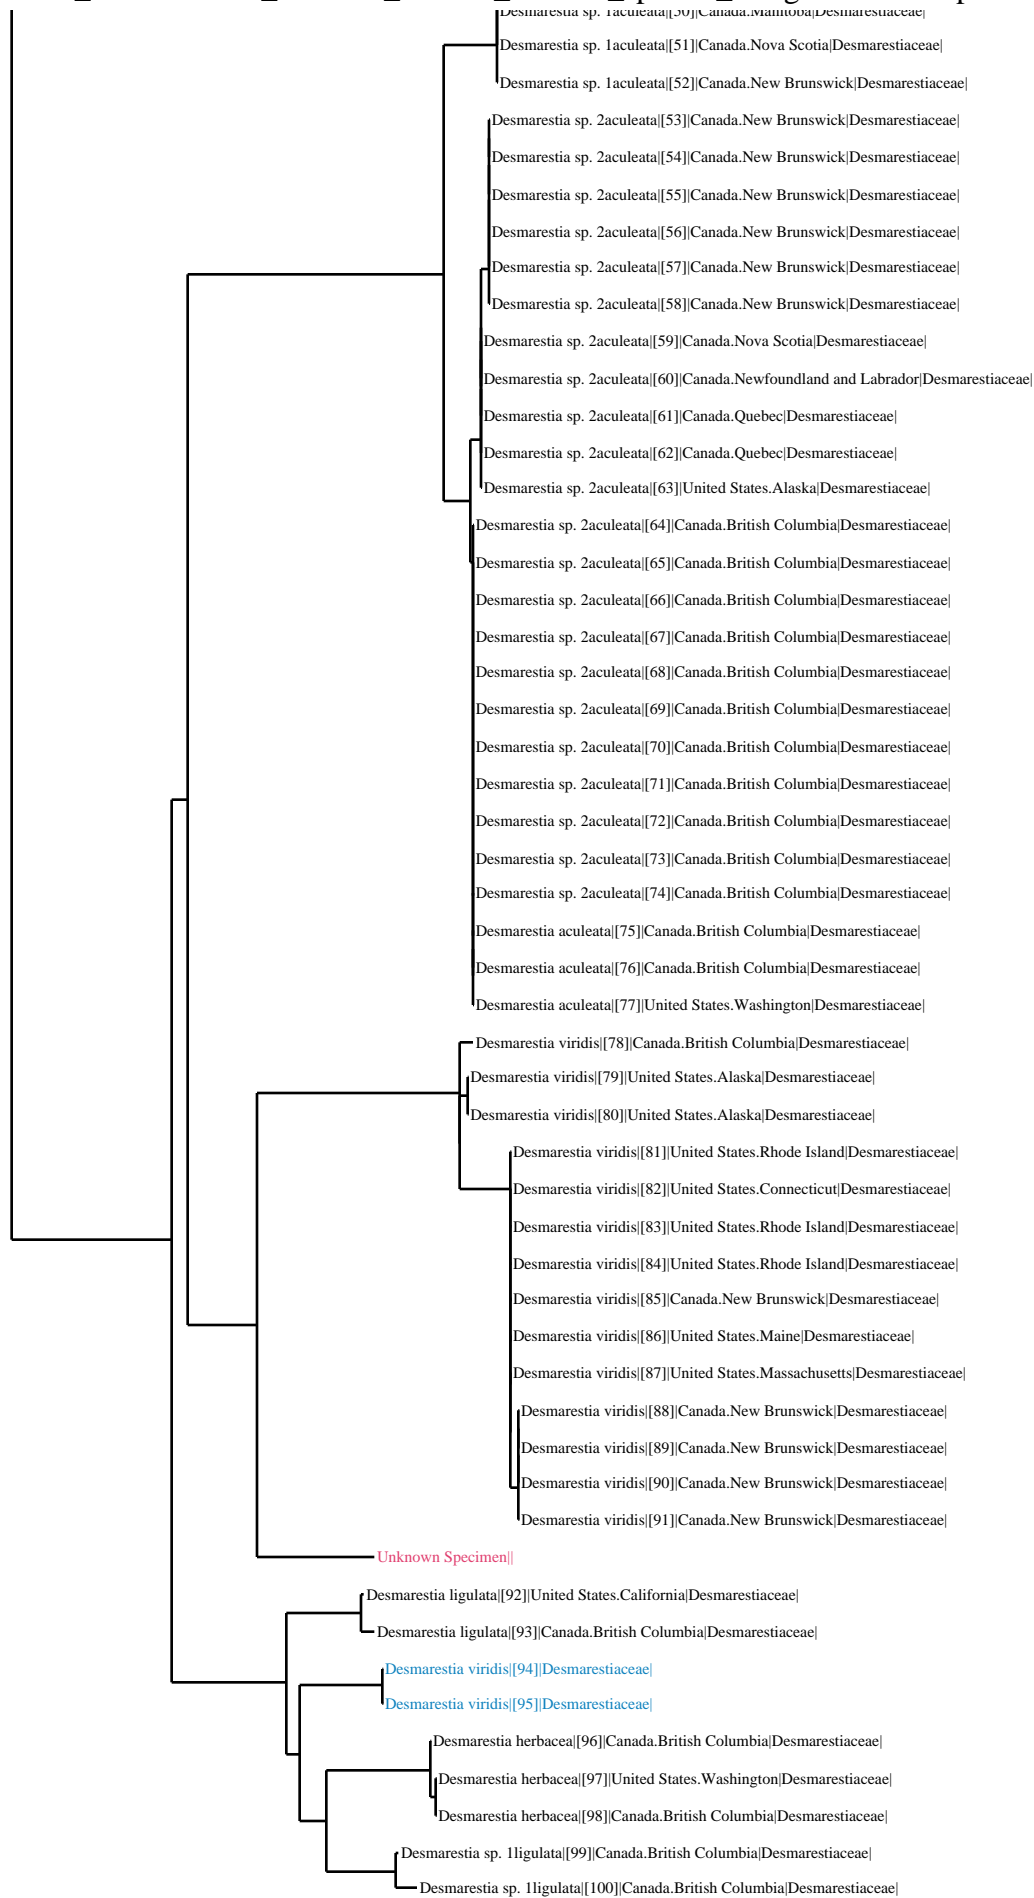 Desmarestia sp. 1aculeata|[50]|Canada.Manitoba|Desmarestiaceae|
Desmarestia sp. 1aculeata|[51]|Canada.Nova Scotia|Desmarestiaceae|
Desmarestia sp. 1aculeata|[52]|Canada.New Brunswick|Desmarestiaceae|
Desmarestia sp. 2aculeata|[53]|Canada.New Brunswick|Desmarestiaceae|
Desmarestia sp. 2aculeata|[54]|Canada.New Brunswick|Desmarestiaceae|
Desmarestia sp. 2aculeata|[55]|Canada.New Brunswick|Desmarestiaceae|
Desmarestia sp. 2aculeata|[56]|Canada.New Brunswick|Desmarestiaceae|
Desmarestia sp. 2aculeata|[57]|Canada.New Brunswick|Desmarestiaceae|
Desmarestia sp. 2aculeata|[58]|Canada.New Brunswick|Desmarestiaceae|
Desmarestia sp. 2aculeata|[59]|Canada.Nova Scotia|Desmarestiaceae|
Desmarestia sp. 2aculeata|[60]|Canada.Newfoundland and Labrador|Desmarestiaceae|
Desmarestia sp. 2aculeata|[61]|Canada.Quebec|Desmarestiaceae|
Desmarestia sp. 2aculeata|[62]|Canada.Quebec|Desmarestiaceae|
Desmarestia sp. 2aculeata|[63]|United States.Alaska|Desmarestiaceae|
Desmarestia sp. 2aculeata|[64]|Canada.British Columbia|Desmarestiaceae|
Desmarestia sp. 2aculeata|[65]|Canada.British Columbia|Desmarestiaceae|
Desmarestia sp. 2aculeata|[66]|Canada.British Columbia|Desmarestiaceae|
Desmarestia sp. 2aculeata|[67]|Canada.British Columbia|Desmarestiaceae|
Desmarestia sp. 2aculeata|[68]|Canada.British Columbia|Desmarestiaceae|
Desmarestia sp. 2aculeata|[69]|Canada.British Columbia|Desmarestiaceae|
Desmarestia sp. 2aculeata|[70]|Canada.British Columbia|Desmarestiaceae|
Desmarestia sp. 2aculeata|[71]|Canada.British Columbia|Desmarestiaceae|
Desmarestia sp. 2aculeata|[72]|Canada.British Columbia|Desmarestiaceae|
Desmarestia sp. 2aculeata|[73]|Canada.British Columbia|Desmarestiaceae|
Desmarestia sp. 2aculeata|[74]|Canada.British Columbia|Desmarestiaceae|
Desmarestia aculeata|[75]|Canada.British Columbia|Desmarestiaceae|
Desmarestia aculeata|[76]|Canada.British Columbia|Desmarestiaceae|
Desmarestia aculeata|[77]|United States.Washington|Desmarestiaceae|
Desmarestia viridis|[78]|Canada.British Columbia|Desmarestiaceae|
Desmarestia viridis|[79]|United States.Alaska|Desmarestiaceae|
Desmarestia viridis|[80]|United States.Alaska|Desmarestiaceae|
Desmarestia viridis|[81]|United States.Rhode Island|Desmarestiaceae|
Desmarestia viridis|[82]|United States.Connecticut|Desmarestiaceae|
Desmarestia viridis|[83]|United States.Rhode Island|Desmarestiaceae|
Desmarestia viridis|[84]|United States.Rhode Island|Desmarestiaceae|
Desmarestia viridis|[85]|Canada.New Brunswick|Desmarestiaceae|
Desmarestia viridis|[86]|United States.Maine|Desmarestiaceae|
Desmarestia viridis|[87]|United States.Massachusetts|Desmarestiaceae|
Desmarestia viridis|[88]|Canada.New Brunswick|Desmarestiaceae|
Desmarestia viridis|[89]|Canada.New Brunswick|Desmarestiaceae|
Desmarestia viridis|[90]|Canada.New Brunswick|Desmarestiaceae|
Desmarestia viridis|[91]|Canada.New Brunswick|Desmarestiaceae|
Unknown Specimen||
Desmarestia ligulata|[92]|United States.California|Desmarestiaceae|
Desmarestia ligulata|[93]|Canada.British Columbia|Desmarestiaceae|
Desmarestia viridis|[94]|Desmarestiaceae|
Desmarestia viridis|[95]|Desmarestiaceae|
Desmarestia herbacea|[96]|Canada.British Columbia|Desmarestiaceae|
Desmarestia herbacea|[97]|United States.Washington|Desmarestiaceae|
Desmarestia herbacea|[98]|Canada.British Columbia|Desmarestiaceae|
Desmarestia sp. 1ligulata|[99]|Canada.British Columbia|Desmarestiaceae|
Desmarestia sp. 1ligulata|[100]|Canada.British Columbia|Desmarestiaceae|